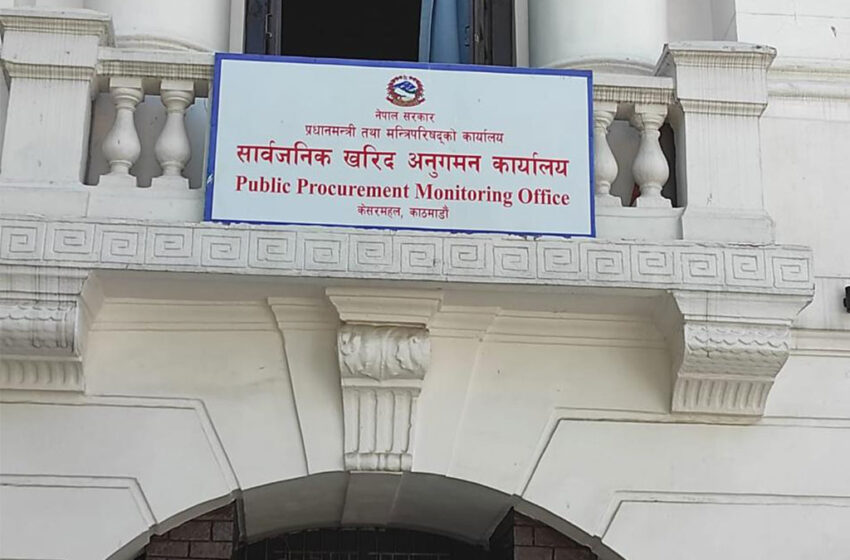 नेपाल सरकार
प्रधानमन्त्री तथा मन्त्रिपरिषद्को कार्यालय
सार्वजनिक खरिद अनुगमन कार्यालय
Public Procurement Monitoring Office
केसरमहल, काठमाडौं